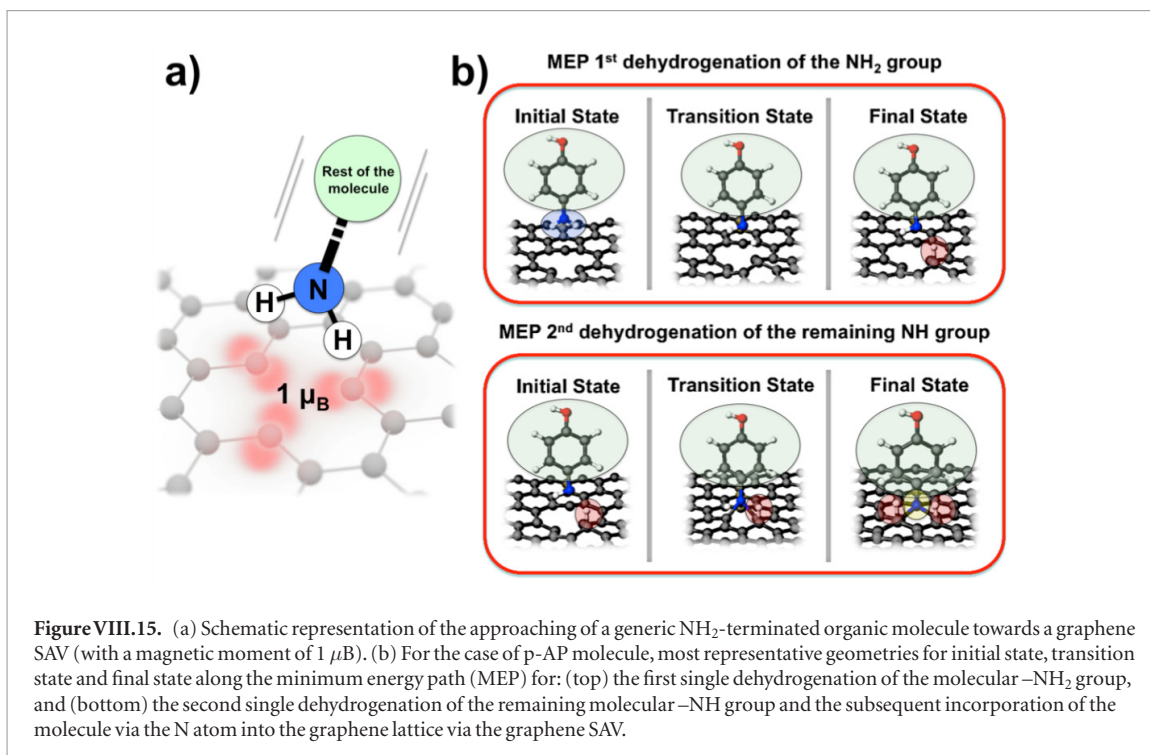 a)
Rest of the
molecule
N
H
H
1 μB
b)
MEP 1st dehydrogenation of the NH2 group
Initial State
Transition State
Final State
MEP 2nd dehydrogenation of the remaining NH group
Initial State
Transition State
Final State
Figure VIII.15. (a) Schematic representation of the approaching of a generic NH2-terminated organic molecule towards a graphene
SAV (with a magnetic moment of 1 μB). (b) For the case of p-AP molecule, most representative geometries for initial state, transition
state and final state along the minimum energy path (MEP) for: (top) the first single dehydrogenation of the molecular –NH2 group,
and (bottom) the second single dehydrogenation of the remaining molecular –NH group and the subsequent incorporation of the
molecule via the N atom into the graphene lattice via the graphene SAV.